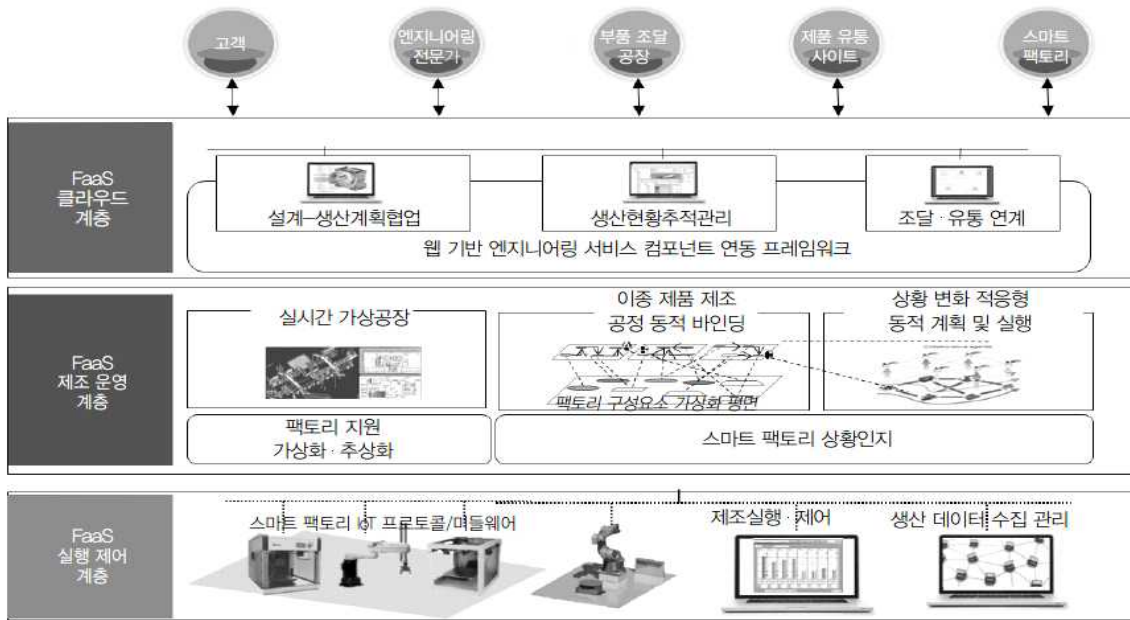 고객
엔지니어링
전문가
부품 조달
공장
제품 유통
사이트
스마트
팩토리
FaaS
클라우드
계층
설계–생산계획협업
생산현황추적관리
조달 · 유통 연계
웹 기반 엔지니어링 서비스 컴포넌트 연동 프레임워크
FaaS
제조 운영
계층
실시간 가상공장
이종 제품 제조
공정 동적 바인딩
상황 변화 적응형
동적 계획 및 실행
팩토리 구성요소 가상화 평면
팩토리 지원
가상화 · 추상화
스마트 팩토리 상황인지
FaaS
실행 제어
계층
스마트 팩토리 IoT 프로토콜/미들웨어
제조실행 · 제어
생산 데이터 수집 관리